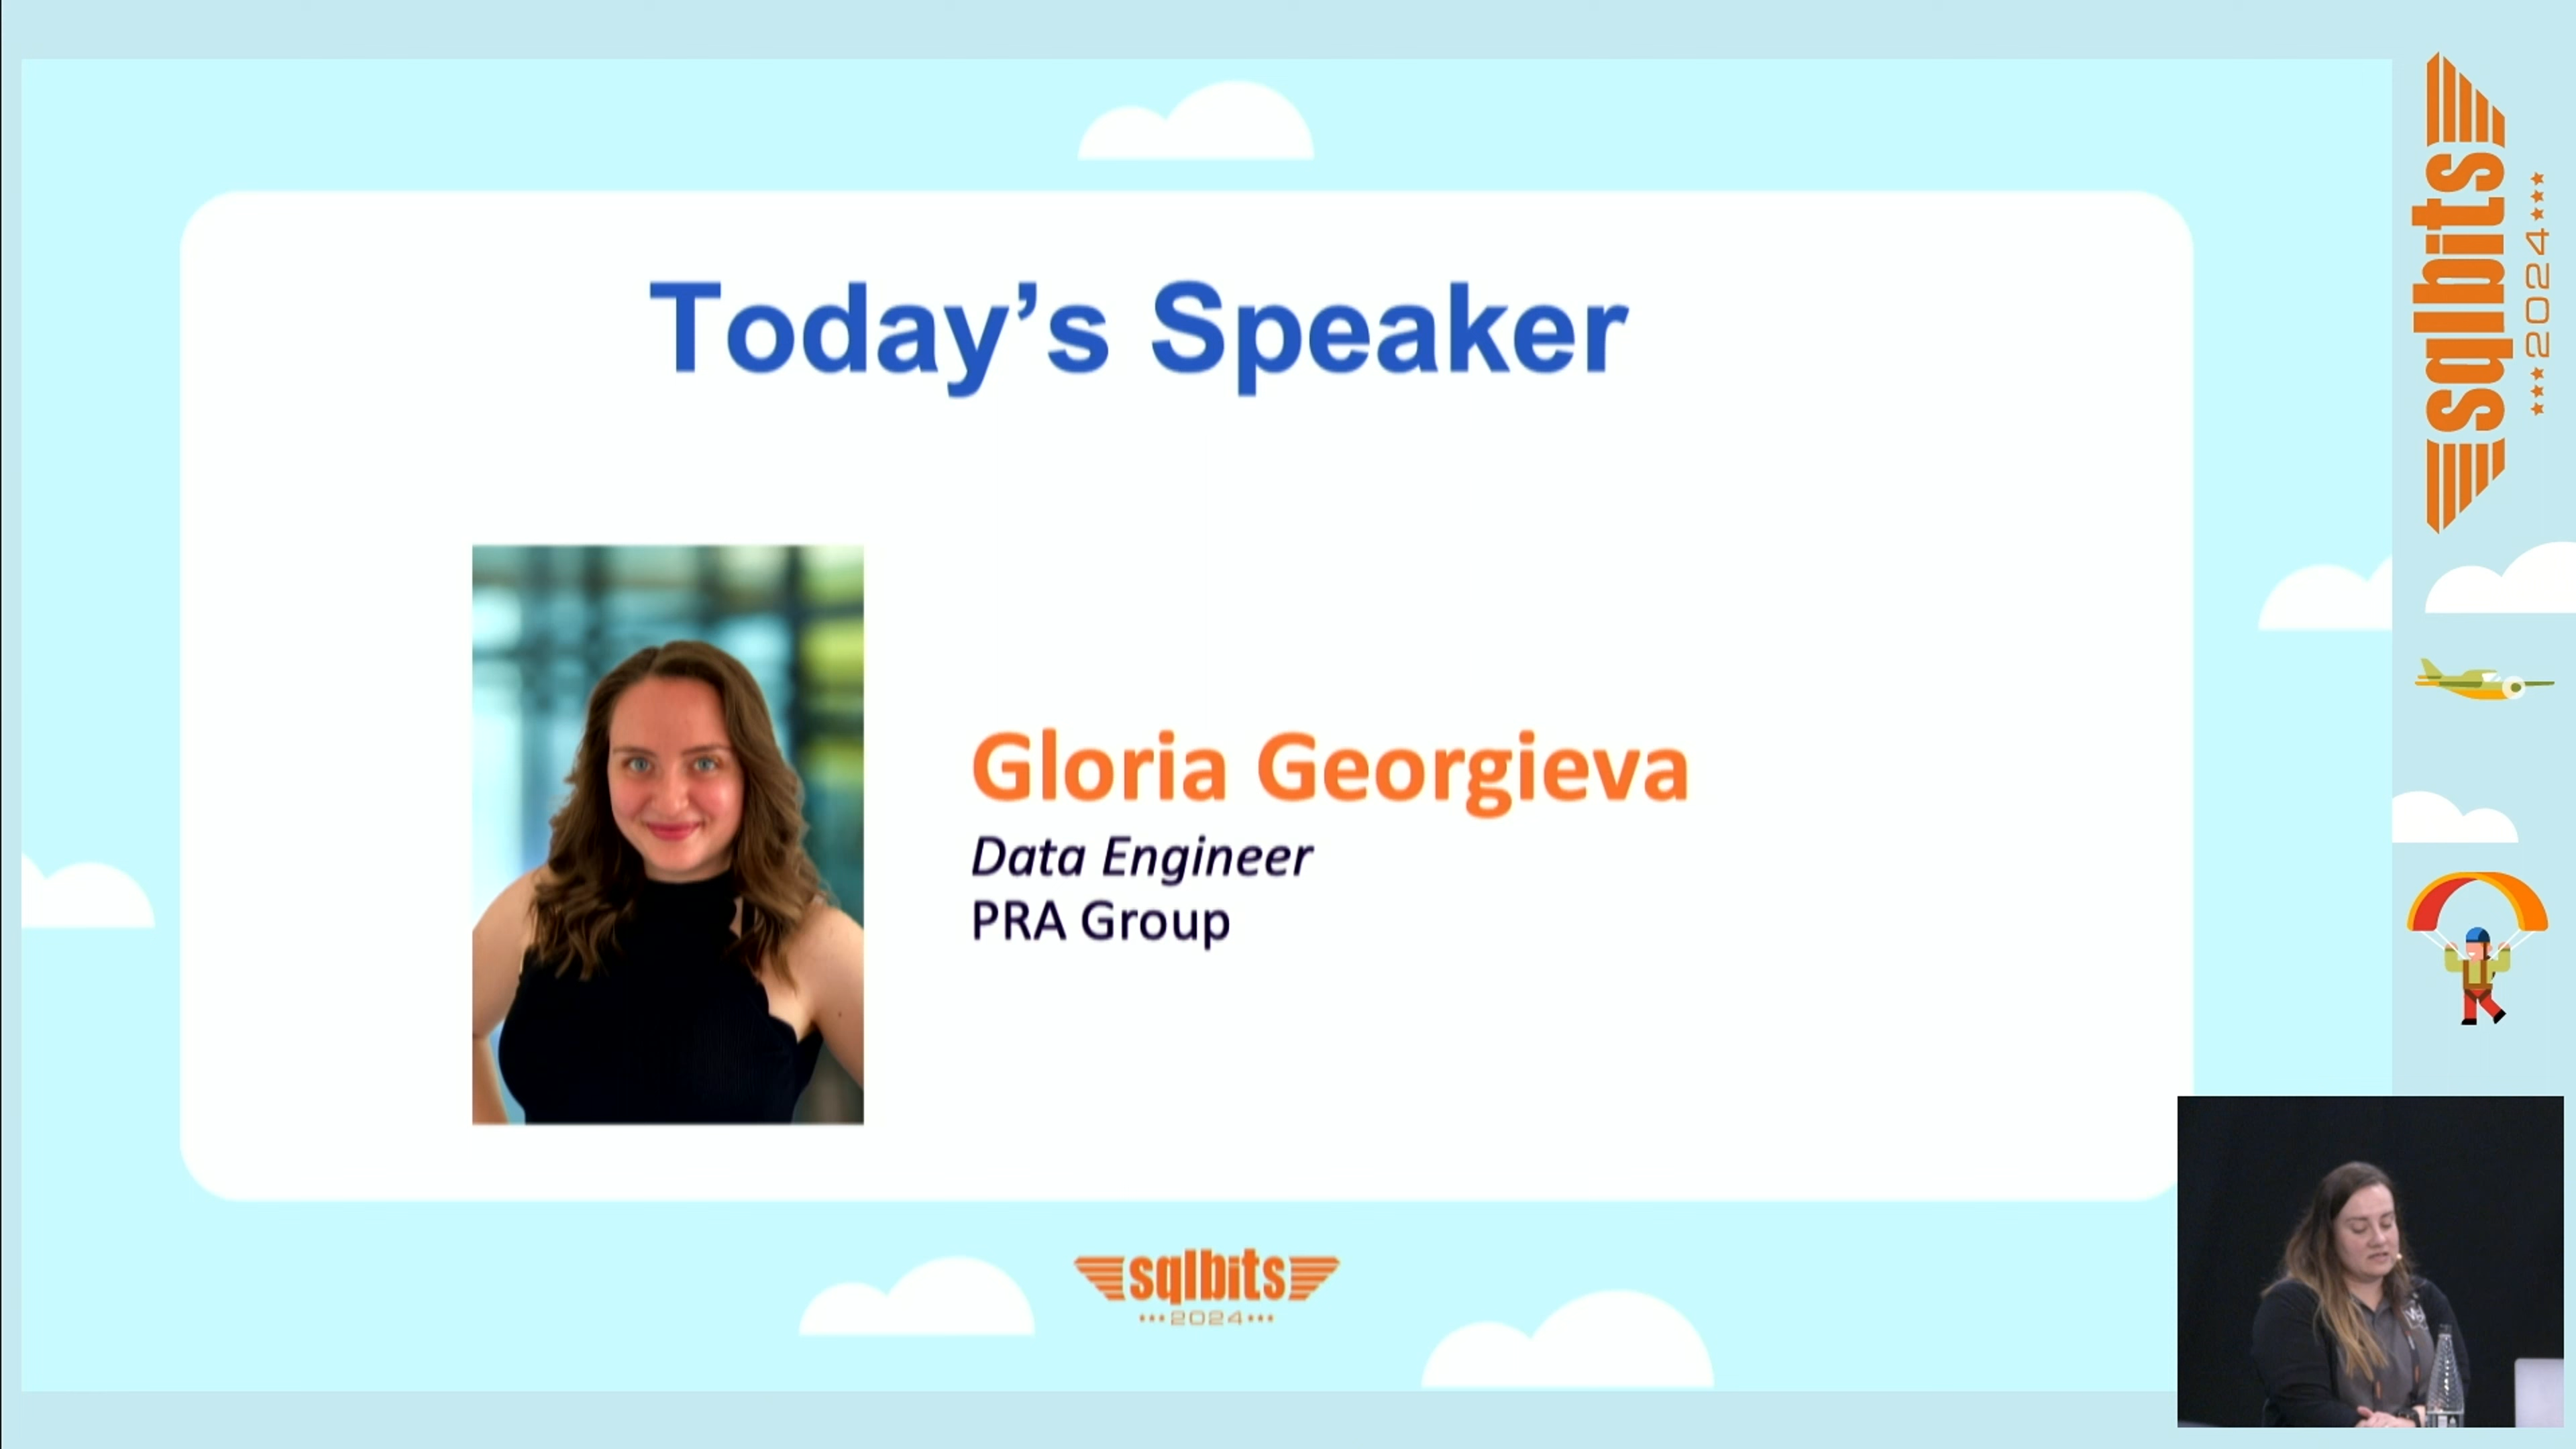 Today’s Speaker
Gloria Georgieva
Data Engineer
PRA Group
sqlbits
2024
sqlbits
2024